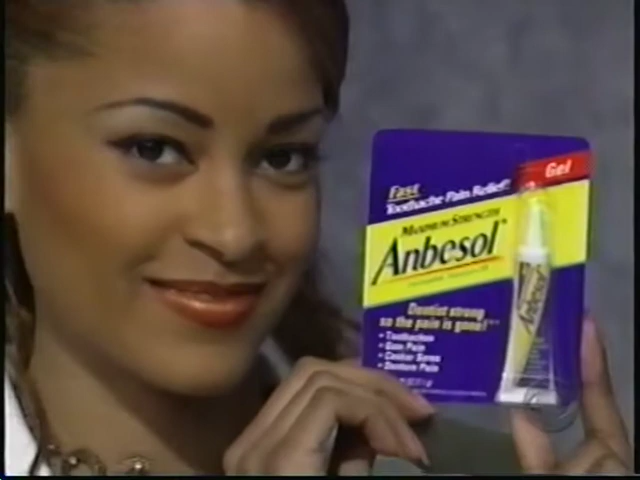 Gel
Fast
Toothache Pain Relief!
MAXIMUM STRENGTH
Anbesol
Dentist strong
so the pain is gone!
• Toothaches
• Gum Pain
• Canker Sores
• Denture Pain
Anbesol